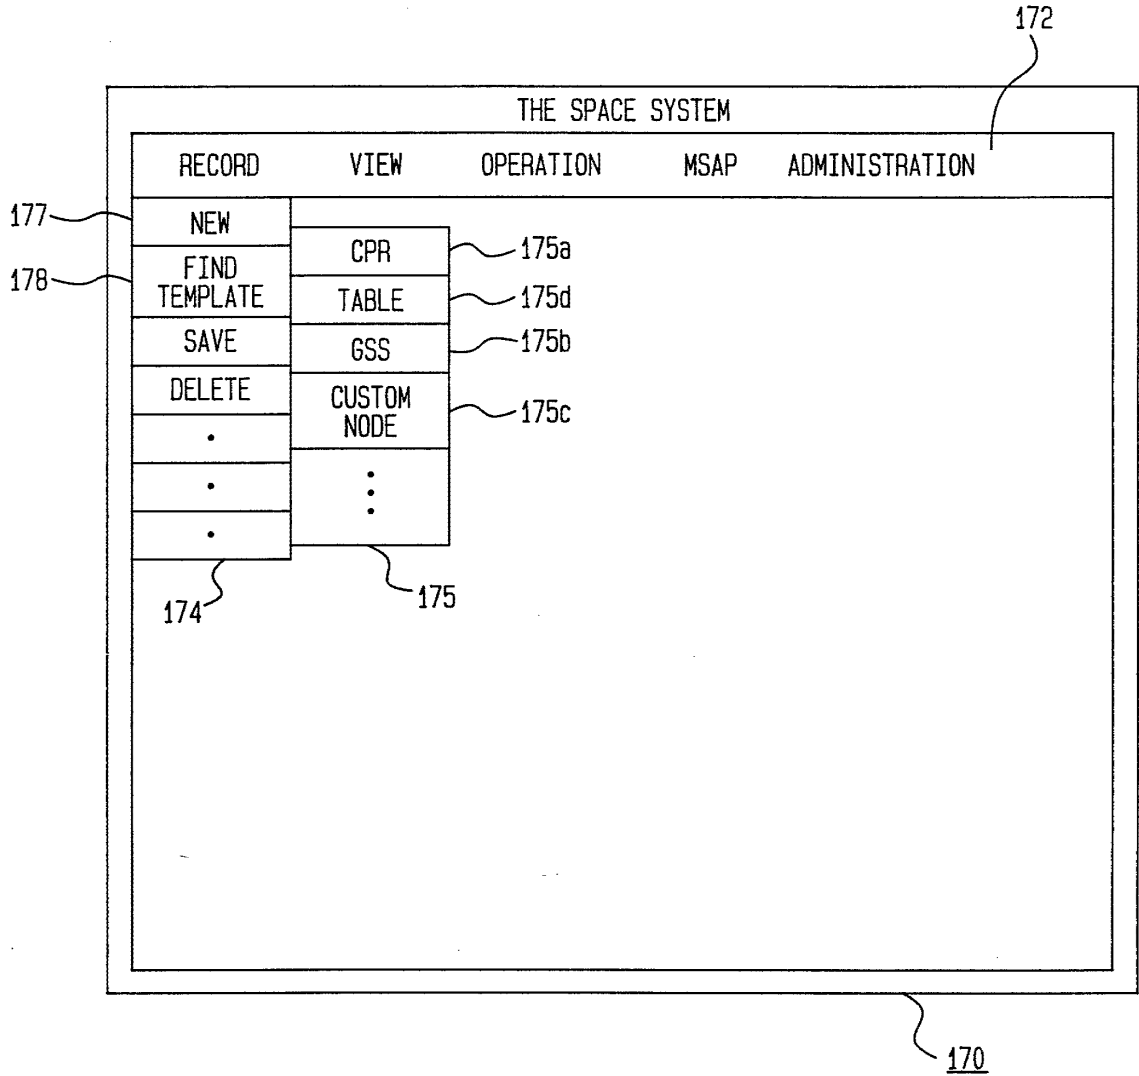 172
THE SPACE SYSTEM
RECORD VIEW OPERATION MSAP ADMINISTRATION
177
NEW
178
FIND
TEMPLATE
SAVE
DELETE
CPR
175a
TABLE
175d
GSS
175b
CUSTOM
NODE
175c
174
175
170